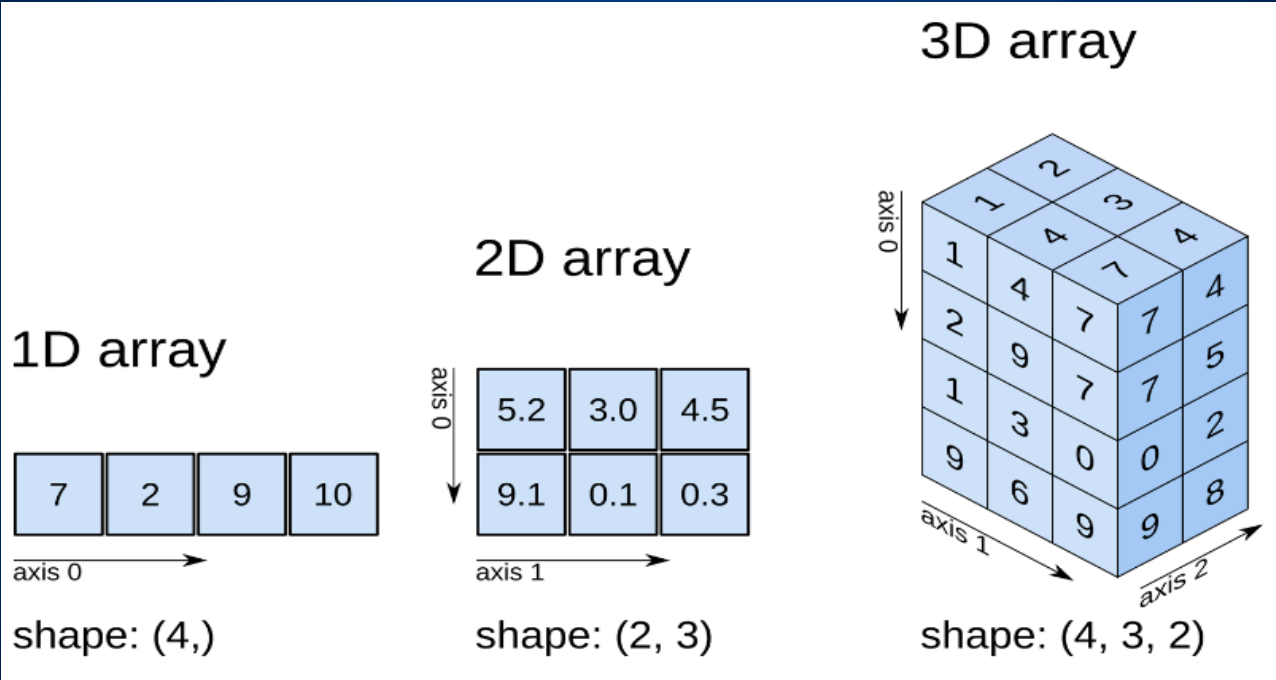 3D array
2D array
1D array
7 2 9 10
axis 0
shape: (4,)
axis 0
5.2 3.0 4.5
9.1 0.1 0.3
axis 1
shape: (2, 3)
axis 0
2
1 3
4 4
7
1 4 7
2 9 7
1 3 0
9 6 9
7 4
7 5
0 2
9 8
axis 1
axis 2
shape: (4, 3, 2)